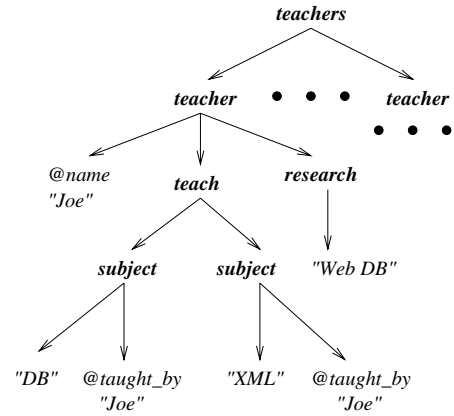 teachers
teacher
teacher
@name
"Joe"
teach
research
subject
subject
"Web DB"
"DB"
@taught_by
"Joe"
"XML"
@taught_by
"Joe"